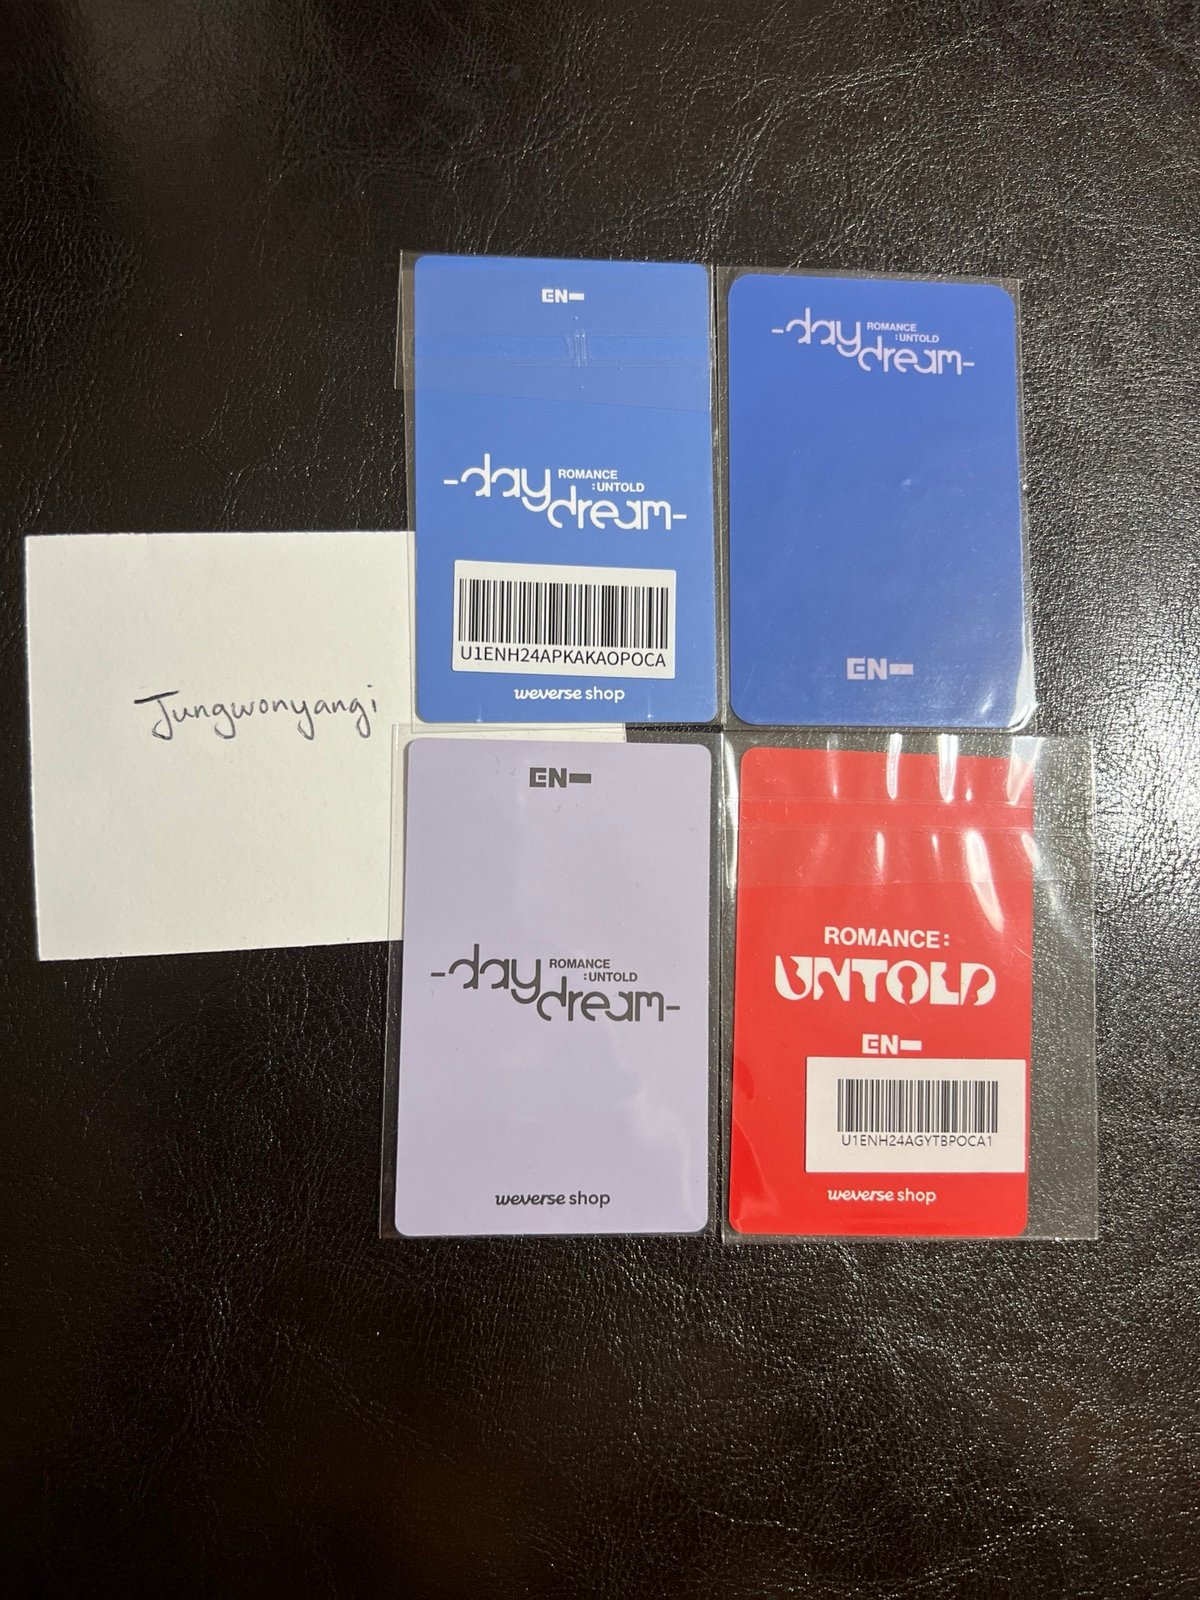 EN-
-day
ROMANCE
:UNTOLD
dream-
U1ENH24APKAKAOPOCA
weverse shop
-day
ROMANCE
:UNTOLD
dream-
EN-
Jungwonyangi
EN-
-day
ROMANCE
:UNTOLD
dream-
weverse shop
ROMANCE:
UNTOLD
EN-
U1ENH24AGYTBPOCA1
weverse shop